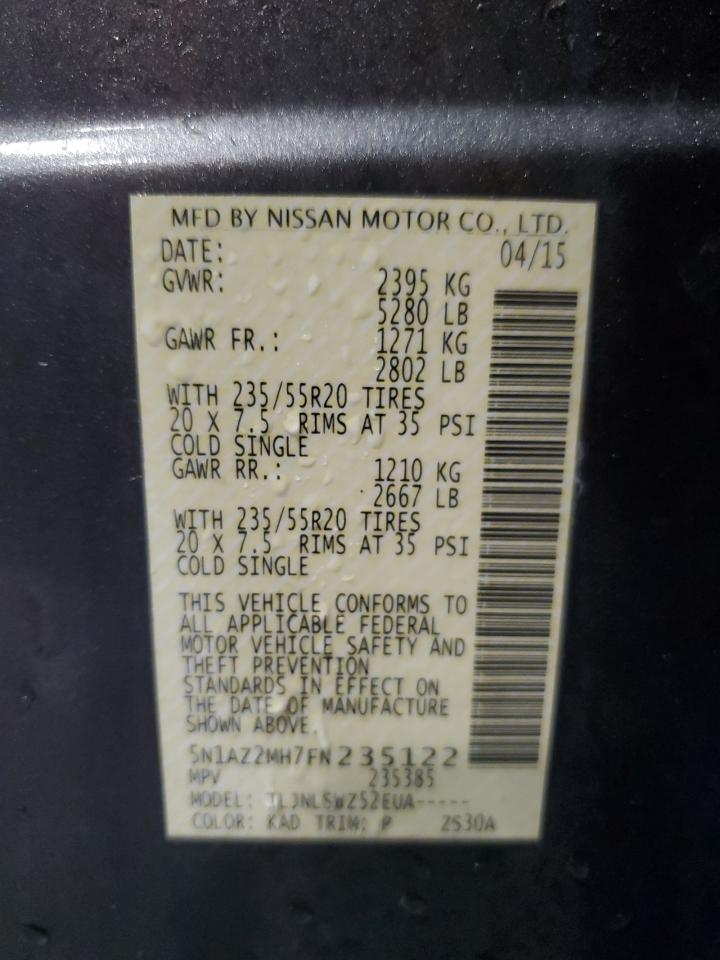 MFD BY NISSAN MOTOR CO., LTD.
DATE: 04/15
GVWR: 2395 KG
5280 LB
GAWR FR.: 1271 KG
2802 LB
WITH 235/55R20 TIRES
20 X 7.5 RIMS AT 35 PSI
COLD SINGLE
GAWR RR.: 1210 KG
2667 LB
WITH 235/55R20 TIRES
20 X 7.5 RIMS AT 35 PSI
COLD SINGLE
THIS VEHICLE CONFORMS TO
ALL APPLICABLE FEDERAL
MOTOR VEHICLE SAFETY AND
THEFT PREVENTION
STANDARDS IN EFFECT ON
THE DATE OF MANUFACTURE
SHOWN ABOVE.
5N1AZ2MH7FN235122
MPV 235385
MODEL:
COLOR: KAD TRIM: P ZS30A